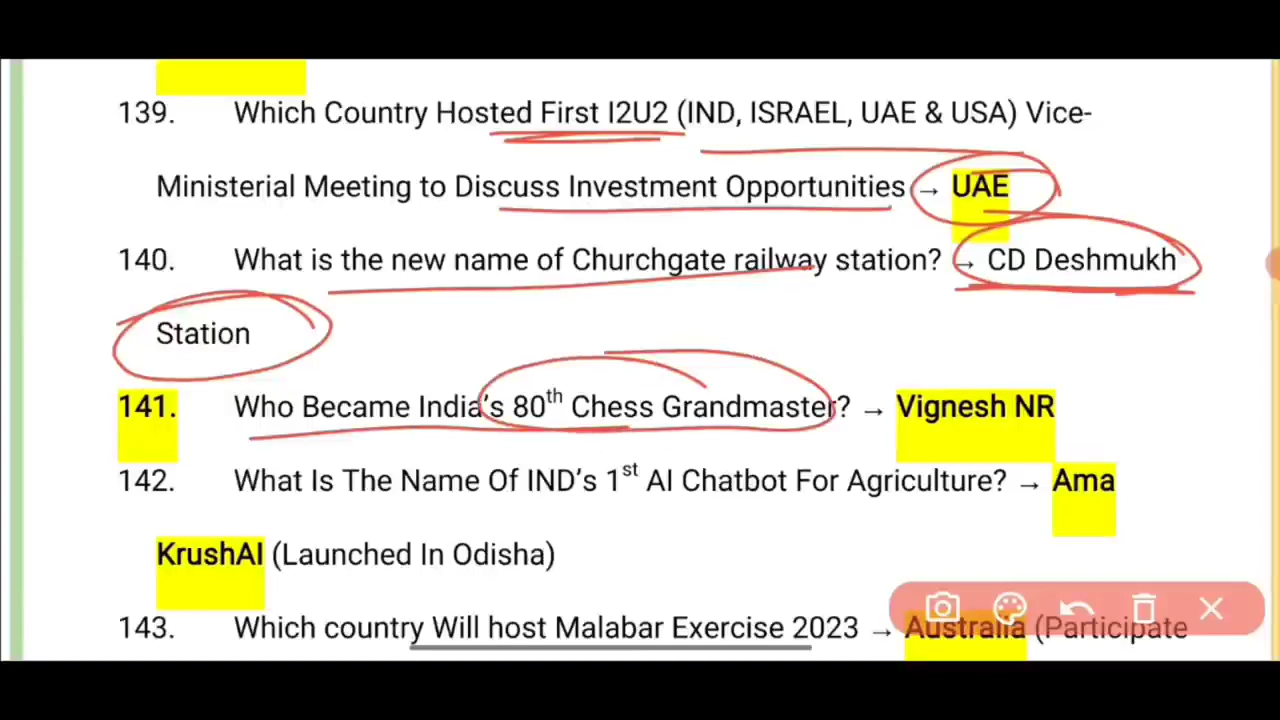 139. Which Country Hosted First I2U2 (IND, ISRAEL, UAE & USA) Vice-
Ministerial Meeting to Discuss Investment Opportunities → UAE
140. What is the new name of Churchgate railway station? → CD Deshmukh
Station
141. Who Became India's 80th Chess Grandmaster? → Vignesh NR
142. What Is The Name Of IND's 1st AI Chatbot For Agriculture? → Ama
KrushAI (Launched In Odisha)
143. Which country Will host Malabar Exercise 2023 → Australia (Participate